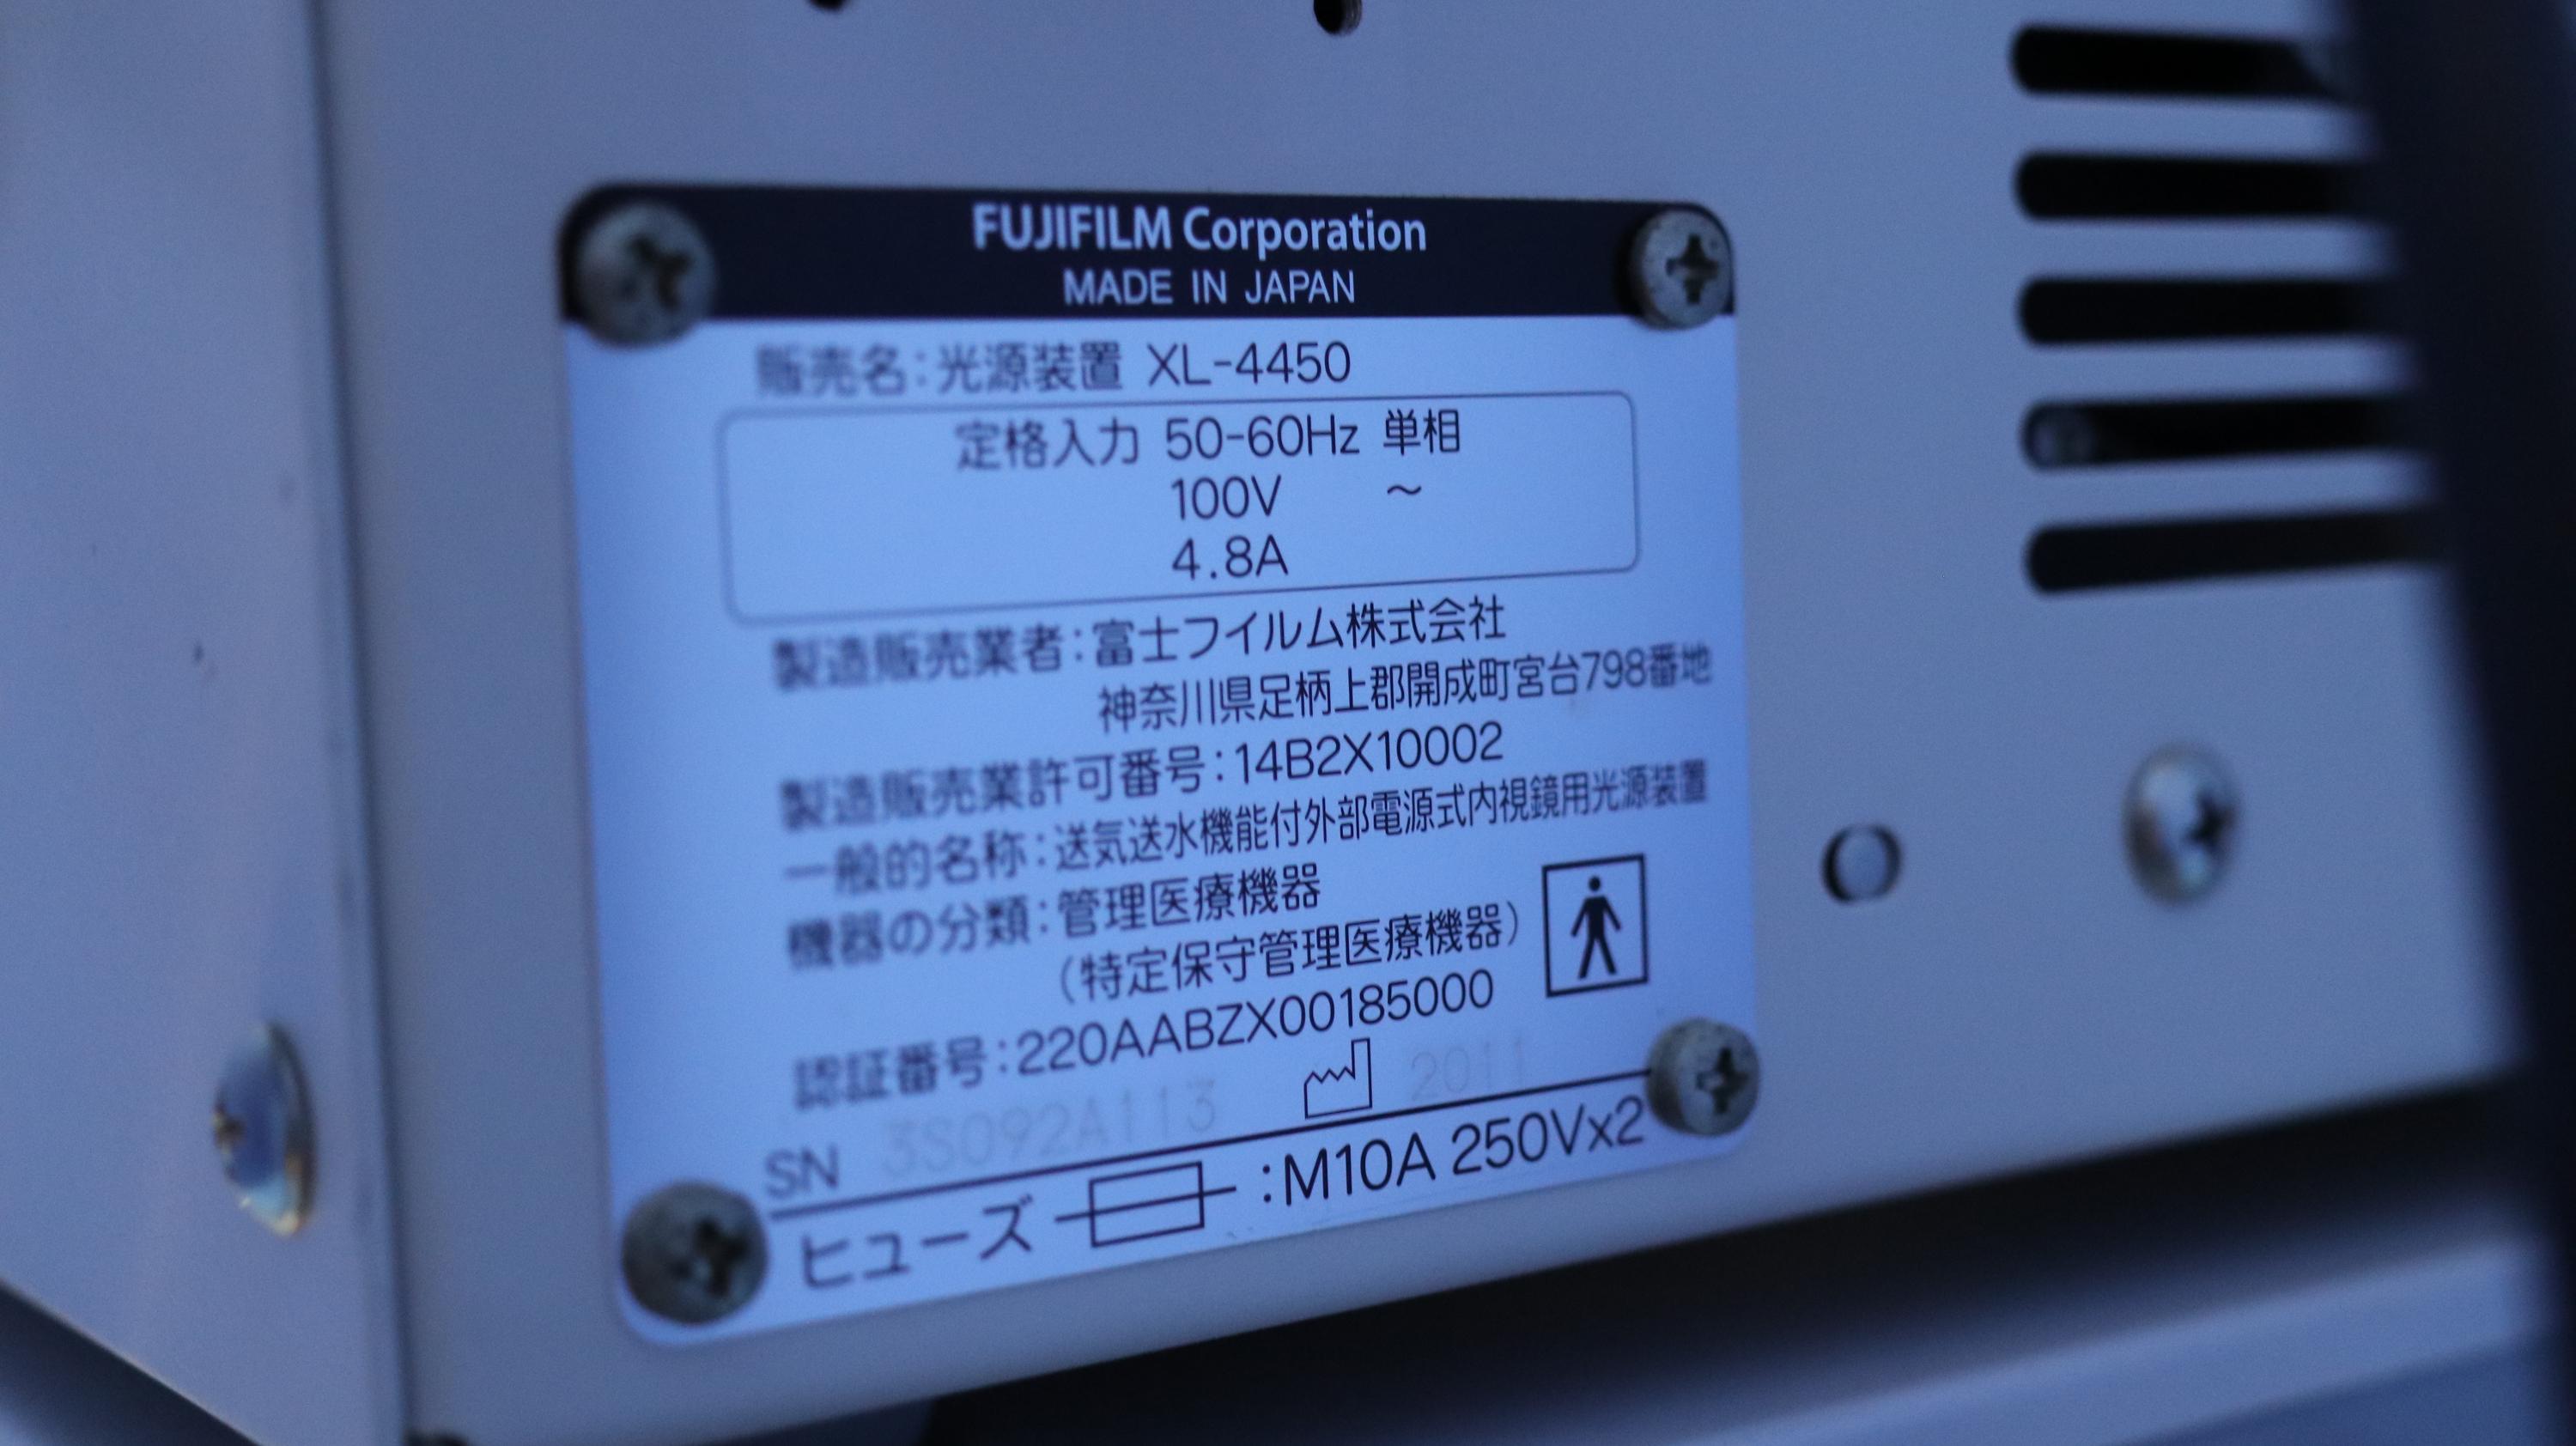 FUJIFILM Corporation
MADE IN JAPAN
販売名:光源装置 XL-4450
定格入力 50-60Hz 単相
100V ~
4.8A
製造販売業者:富士フイルム株式会社
神奈川県足柄上郡開成町宮台798番地
製造販売業許可番号:14B2X10002
一般的名称:送気送水機能付外部電源式内視鏡用光源装置
機器の分類:管理医療機器
(特定保守管理医療機器)
認証番号:220AABZX00185000
SN 3S092A113 2011
ヒューズ :M10A 250Vx2